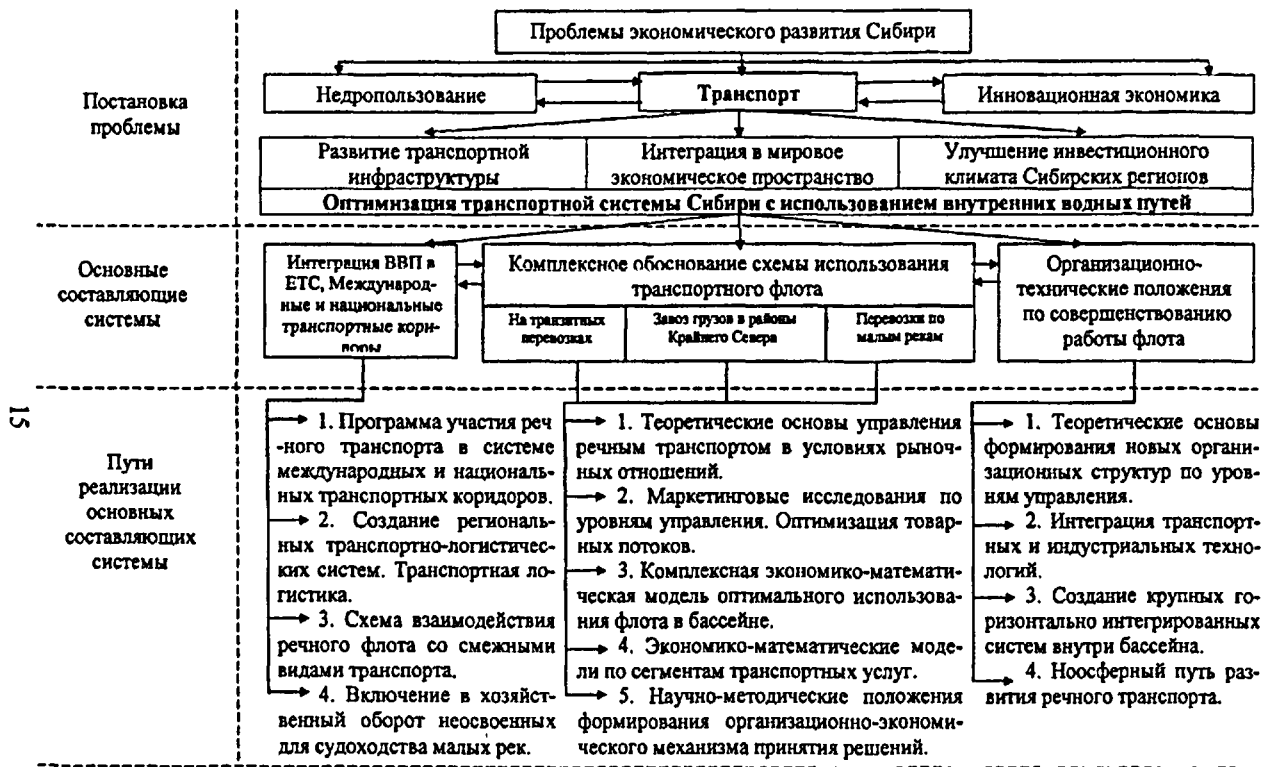 Проблемы экономического развития Сибири
Постановка
проблемы
Недропользование
Транспорт
Инновационная экономика
Развитие транспортной
инфраструктуры
Интеграция в мировое
экономическое пространство
Улучшение инвестиционного
климата Сибирских регионов
Оптимизация транспортной системы Сибири с использованием внутренних водных путей
Основные
составляющие
системы
Интеграция ВВП в
ЕТС, Международ-
ные и национальные
транспортные кори-
доры
Комплексное обоснование схемы использования
транспортного флота
На транзитных
перевозках
Завоз грузов в районы
Крайнего Севера
Перевозки по
малым рекам
Организационно-
технические положения
по совершенствованию
работы флота
15
Пути
реализации
основных
составляющих
системы
1. Программа участия реч
-ного транспорта в системе
международных и националь-
ных транспортных коридоров.
2. Создание региональ-
ных транспортно-логистичес-
ких систем. Транспортная ло-
гистика.
3. Схема взаимодействия
речного флота со смежными
видами транспорта.
4. Включение в хозяйст-
венный оборот неосвоенных
для судоходства малых рек.
1. Теоретические основы управления
речным транспортом в условиях рыноч-
ных отношений.
2. Маркетинговые исследования по
уровням управления. Оптимизация товар-
ных потоков.
3. Комплексная экономико-математи-
ческая модель оптимального использова-
ния флота в бассейне.
4. Экономико-математические моде-
ли по сегментам транспортных услуг.
5. Научно-методические положения
формирования организационно-экономи-
ческого механизма принятия решений.
1. Теоретические основы
формирования новых органи-
зационных структур по уров-
ням управления.
2. Интеграция транспорт-
ных и индустриальных техно-
логий.
3. Создание крупных го-
ризонтально интегрированных
систем внутри бассейна.
4. Ноосферный путь раз-
вития речного транспорта.